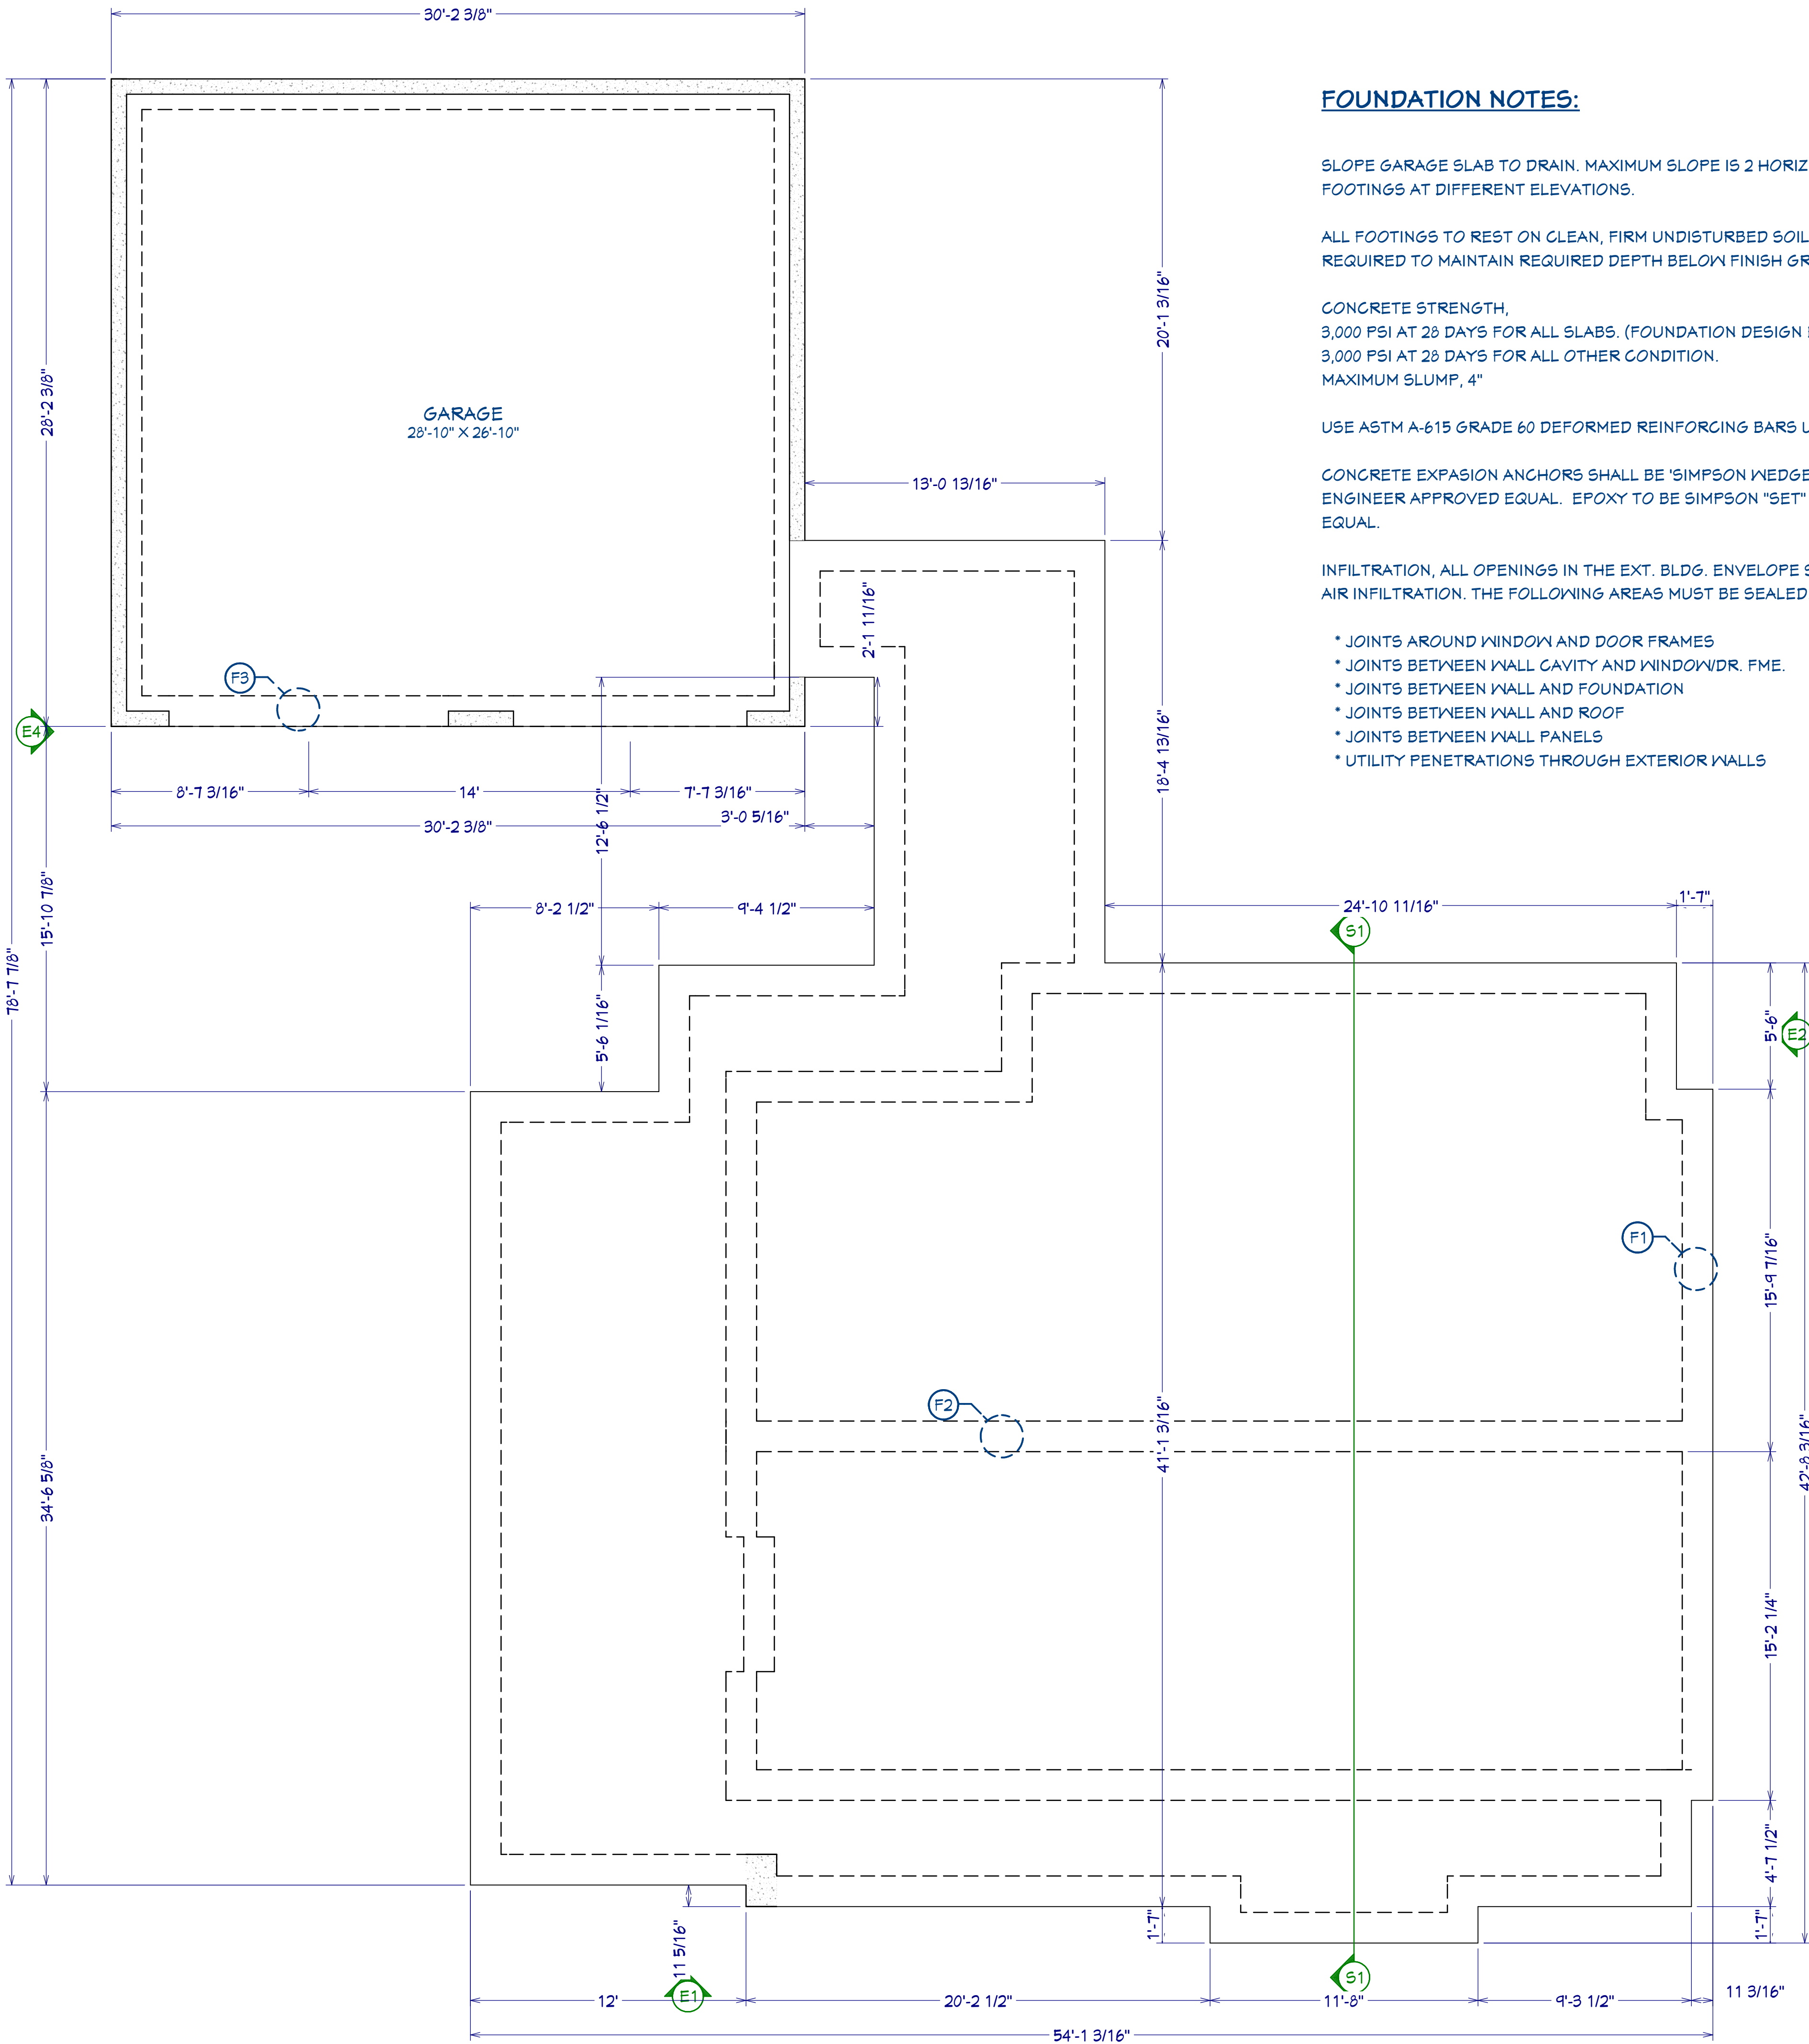 30'-2 3/8"
FOUNDATION NOTES:
SLOPE GARAGE SLAB TO DRAIN. MAXIMUM SLOPE IS 2 HORIZ
FOOTINGS AT DIFFERENT ELEVATIONS.
ALL FOOTINGS TO REST ON CLEAN, FIRM UNDISTURBED SOIL
REQUIRED TO MAINTAIN REQUIRED DEPTH BELOW FINISH GR
CONCRETE STRENGTH,
3,000 PSI AT 28 DAYS FOR ALL SLABS. (FOUNDATION DESIGN
3,000 PSI AT 28 DAYS FOR ALL OTHER CONDITION.
MAXIMUM SLUMP, 4"
USE ASTM A-615 GRADE 60 DEFORMED REINFORCING BARS U
CONCRETE EXPASION ANCHORS SHALL BE 'SIMPSON WEDGE
ENGINEER APPROVED EQUAL. EPOXY TO BE SIMPSON "SET"
EQUAL.
INFILTRATION, ALL OPENINGS IN THE EXT. BLDG. ENVELOPE S
AIR INFILTRATION. THE FOLLOWING AREAS MUST BE SEALED
* JOINTS AROUND WINDOW AND DOOR FRAMES
* JOINTS BETWEEN WALL CAVITY AND WINDOW/DR. FME.
* JOINTS BETWEEN WALL AND FOUNDATION
* JOINTS BETWEEN WALL AND ROOF
* JOINTS BETWEEN WALL PANELS
* UTILITY PENETRATIONS THROUGH EXTERIOR WALLS
20'-1 3/16"
28'-2 3/8"
GARAGE
28'-10" X 26'-10"
13'-0 13/16"
2'-1 11/16"
F3
E4
18'-4 13/16"
8'-7 3/16"
14'
7'-7 3/16"
30'-2 3/8"
3'-0 5/16"
12'-6 1/2"
15'-10 7/8"
78'-7 7/8"
8'-2 1/2"
9'-4 1/2"
24'-10 11/16"
1'-7"
S1
5'-6 1/16"
5'-6"
E2
F1
15'-9 7/16"
F2
41'-1 3/16"
42'-8 3/16"
34'-6 5/8"
15'-2 1/4"
4'-7 1/2"
1'-7"
1'-7"
11 5/16"
E1
S1
12'
20'-2 1/2"
11'-8"
9'-3 1/2"
11 3/16"
54'-1 3/16"